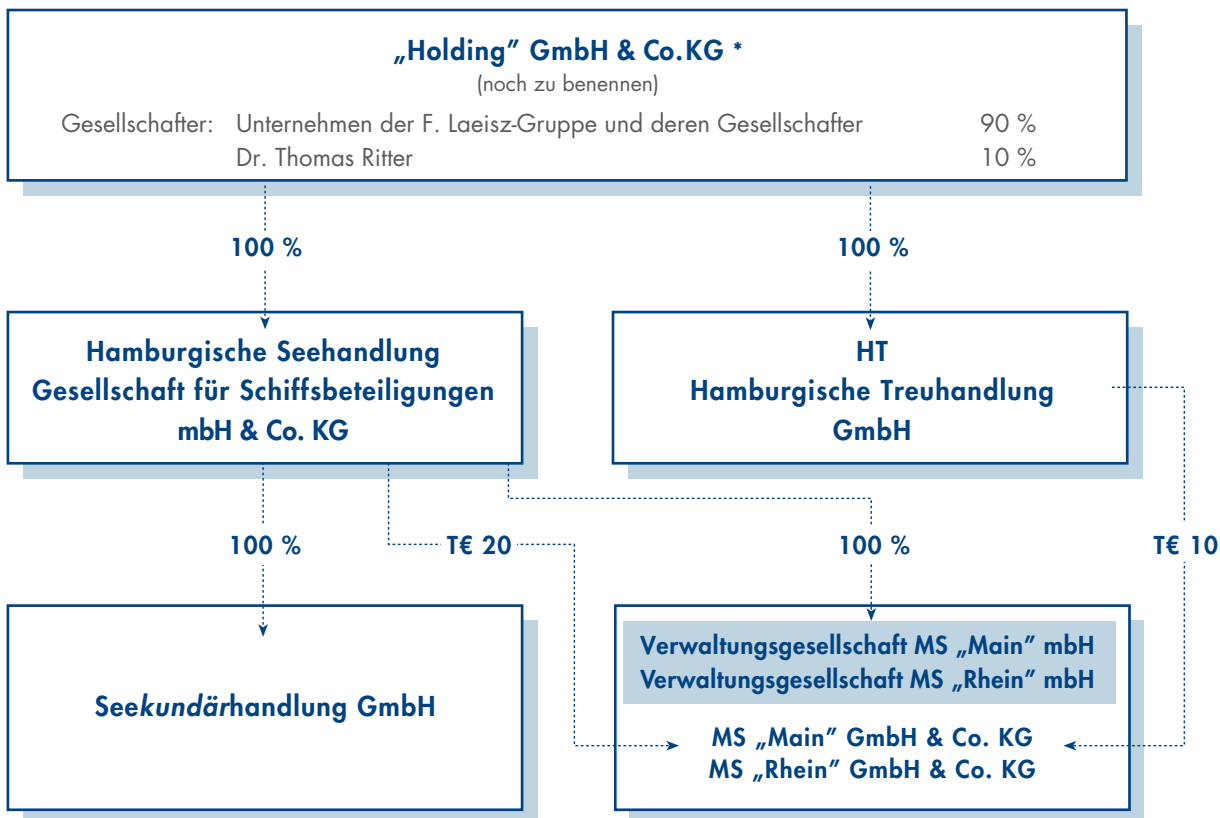 „Holding” GmbH & Co.KG *
(noch zu benennen)
Gesellschafter: Unternehmen der F. Laeisz-Gruppe und deren Gesellschafter 90 %
Dr. Thomas Ritter 10 %
100 %
100 %
Hamburgische Seehandlung
Gesellschaft für Schiffsbeteiligungen
mbH & Co. KG
HT
Hamburgische Treuhandlung
GmbH
100 %
T€ 20
100 %
T€ 10
Seekundärhandlung GmbH
Verwaltungsgesellschaft MS „Main” mbH
Verwaltungsgesellschaft MS „Rhein” mbH
MS „Main” GmbH & Co. KG
MS „Rhein” GmbH & Co. KG